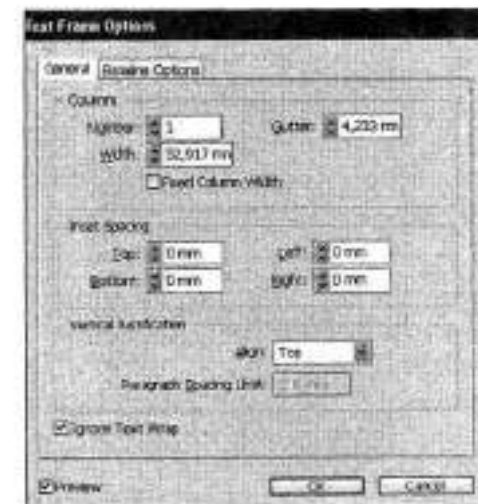 Text Frame Options
General Baseline Options
Columns
Number: 1 Gutter: 4,233 mm
Width: 52,917 mm
Fixed Column Width
Inset Spacing
Top: 0 mm Left: 0 mm
Bottom: 0 mm Right: 0 mm
Vertical Justification
Align: Top
Paragraph Spacing Limit:
Ignore Text Wrap
Preview OK Cancel